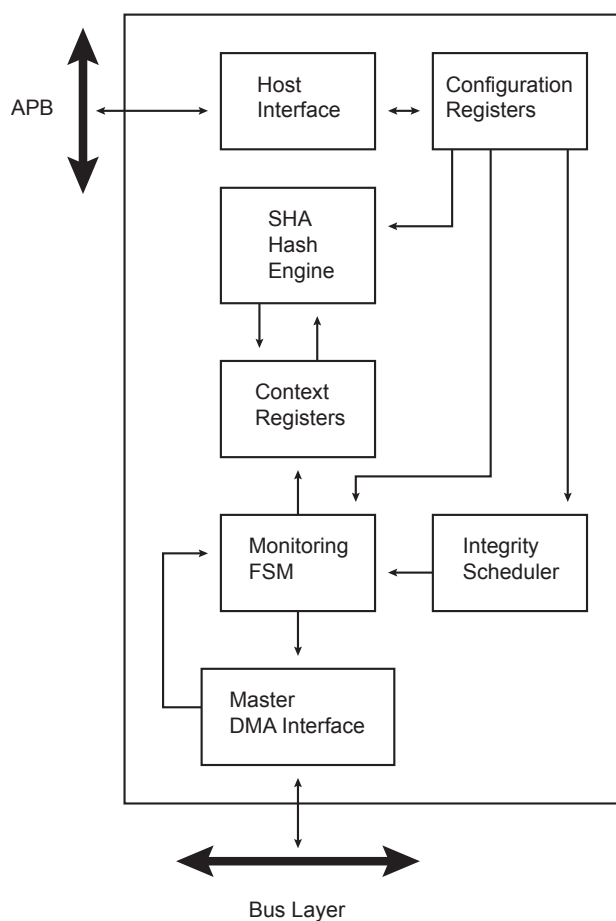 APB
Host
Interface
Configuration
Registers
SHA
Hash
Engine
Context
Registers
Monitoring
FSM
Integrity
Scheduler
Master
DMA Interface
Bus Layer